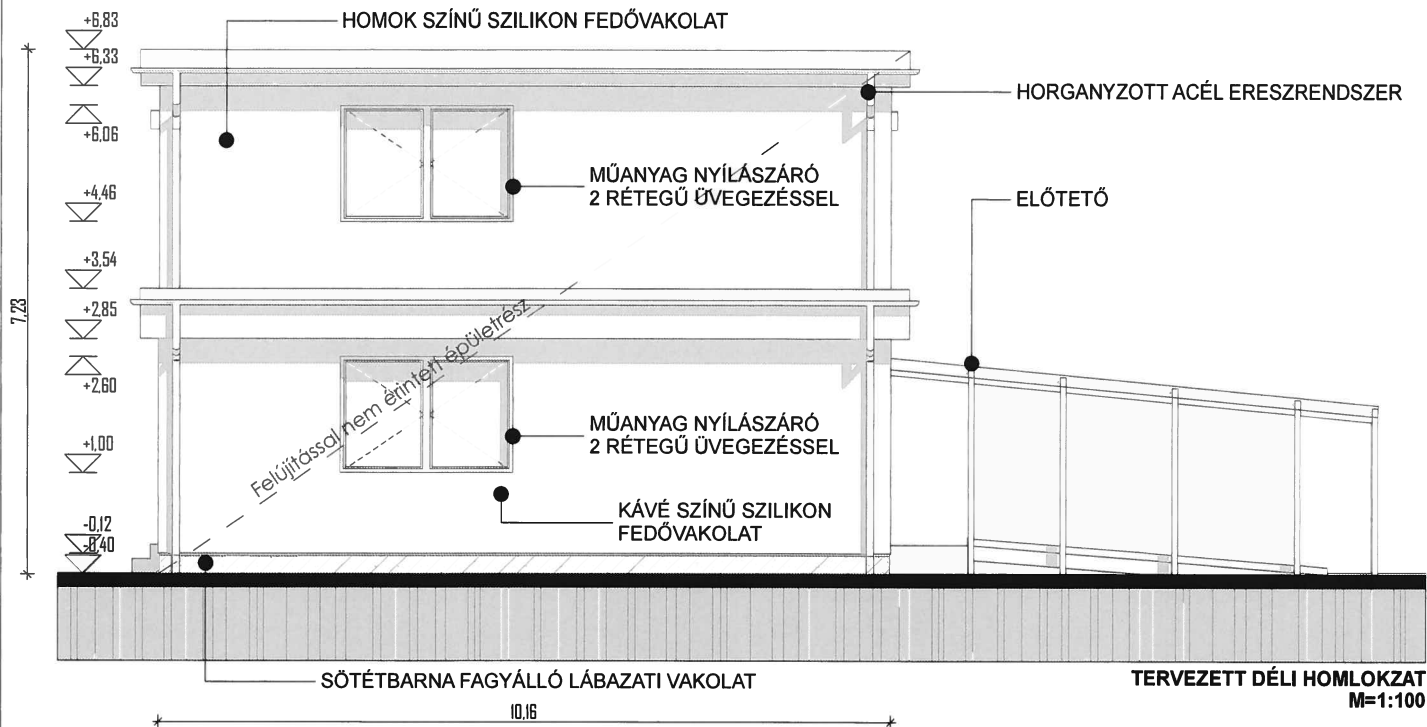 +6,83
HOMOK SZÍNŰ SZILIKON FEDŐVAKOLAT
+6,33
HORGANYZOTT ACÉL ERESZRENDSZER
+6,06
MŰANYAG NYÍLÁSZÁRÓ
2 RÉTEGŰ ÜVEGEZÉSSEL
+4,46
ELŐTETŐ
+3,54
7,23
+2,85
Felújítással nem érintett épületrész
+2,60
MŰANYAG NYÍLÁSZÁRÓ
2 RÉTEGŰ ÜVEGEZÉSSEL
+1,00
KÁVÉ SZÍNŰ SZILIKON
FEDŐVAKOLAT
-0,12
-0,40
SÖTÉTBARNA FAGYÁLLÓ LÁBAZATI VAKOLAT
TERVEZETT DÉLI HOMLOKZAT
M=1:100
10,16